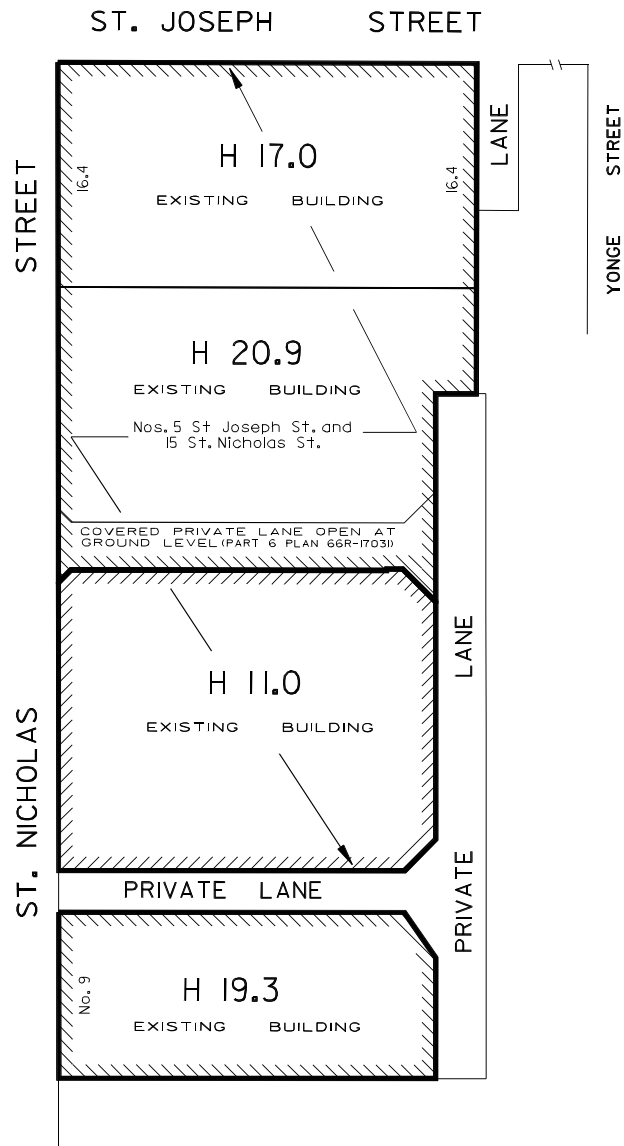 ST. JOSEPH STREET
LANE
YONGE STREET
ST. NICHOLAS STREET
16.4
H 17.0
16.4
EXISTING BUILDING
H 20.9
EXISTING BUILDING
Nos. 5 St Joseph St. and
15 St. Nicholas St.
COVERED PRIVATE LANE OPEN AT
GROUND LEVEL (PART 6 PLAN 66R-17031)
H 11.0
EXISTING BUILDING
PRIVATE LANE
PRIVATE LANE
No. 9
H 19.3
EXISTING BUILDING